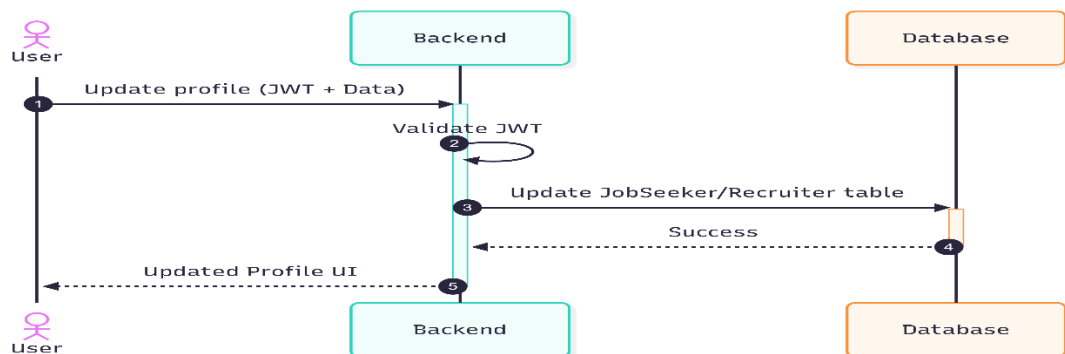 Backend
Database
User
Update profile (JWT + Data)
1
Validate JWT
2
Update JobSeeker/Recruiter table
3
Success
4
Updated Profile UI
5
Backend
Database
User